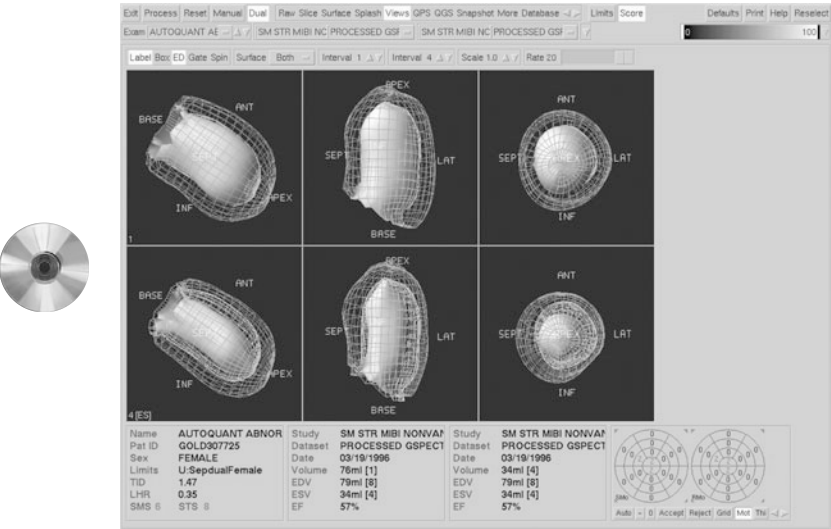 Exit Process Reset Manual Dual Raw Slice Surface Splash Views GPS QGS Snapshot More Database Limits Score Defaults Print Help Reselect
Exam AUTOQUANT AE SM STR MIBI NC PROCESSED GSF SM STR MIBI NC PROCESSED GSF 0 100
Label Box ED Gate Spin Surface Both Interval 1 Interval 4 Scale 1.0 Rate 20
ANT BASE SEPT INF APEX 1
APEX SEPT LAT BASE
ANT SEPT APEX LAT INF
ANT BASE SEPT INF APEX 4 [ES]
APEX SEPT LAT BASE
ANT SEPT APEX LAT INF
Name AUTOQUANT ABNOR
Pat ID GOLD307725
Sex FEMALE
Limits U:SepdualFemale
TID 1.47
LHR 0.35
SMS 6 STS 8
Study SM STR MIBI NONVAN
Dataset PROCESSED GSPECT
Date 03/19/1996
Volume 76ml [1]
EDV 79ml [8]
ESV 34ml [4]
EF 57%
Study SM STR MIBI NONVAN
Dataset PROCESSED GSPECT
Date 03/19/1996
Volume 34ml [4]
EDV 79ml [8]
ESV 34ml [4]
EF 57%
Auto - 0 Accept Reject Grid Mot Thi